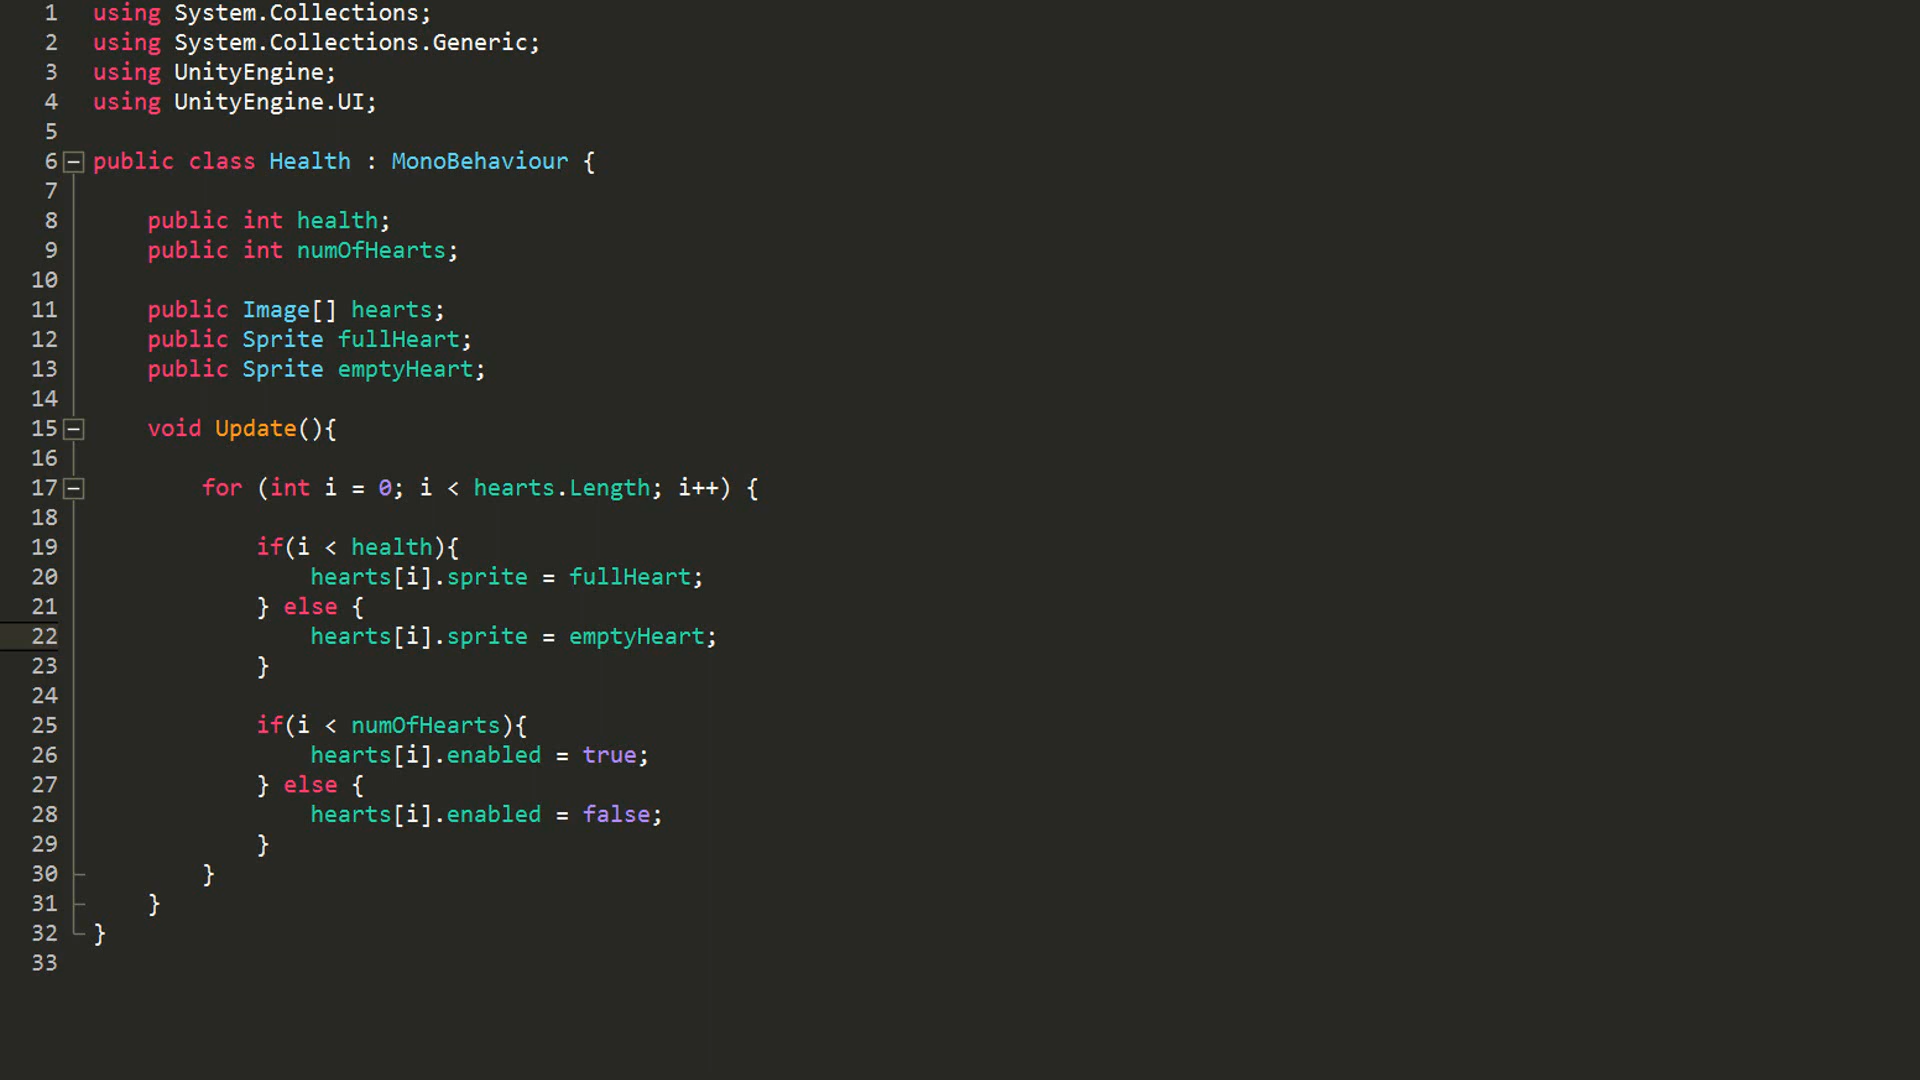 1 using System.Collections;
2 using System.Collections.Generic;
3 using UnityEngine;
4 using UnityEngine.UI;
5
6 public class Health : MonoBehaviour {
7
8     public int health;
9     public int numOfHearts;
10
11     public Image[] hearts;
12     public Sprite fullHeart;
13     public Sprite emptyHeart;
14
15     void Update(){
16
17         for (int i = 0; i < hearts.Length; i++) {
18
19             if(i < health){
20                 hearts[i].sprite = fullHeart;
21             } else {
22                 hearts[i].sprite = emptyHeart;
23             }
24
25             if(i < numOfHearts){
26                 hearts[i].enabled = true;
27             } else {
28                 hearts[i].enabled = false;
29             }
30         }
31     }
32 }
33